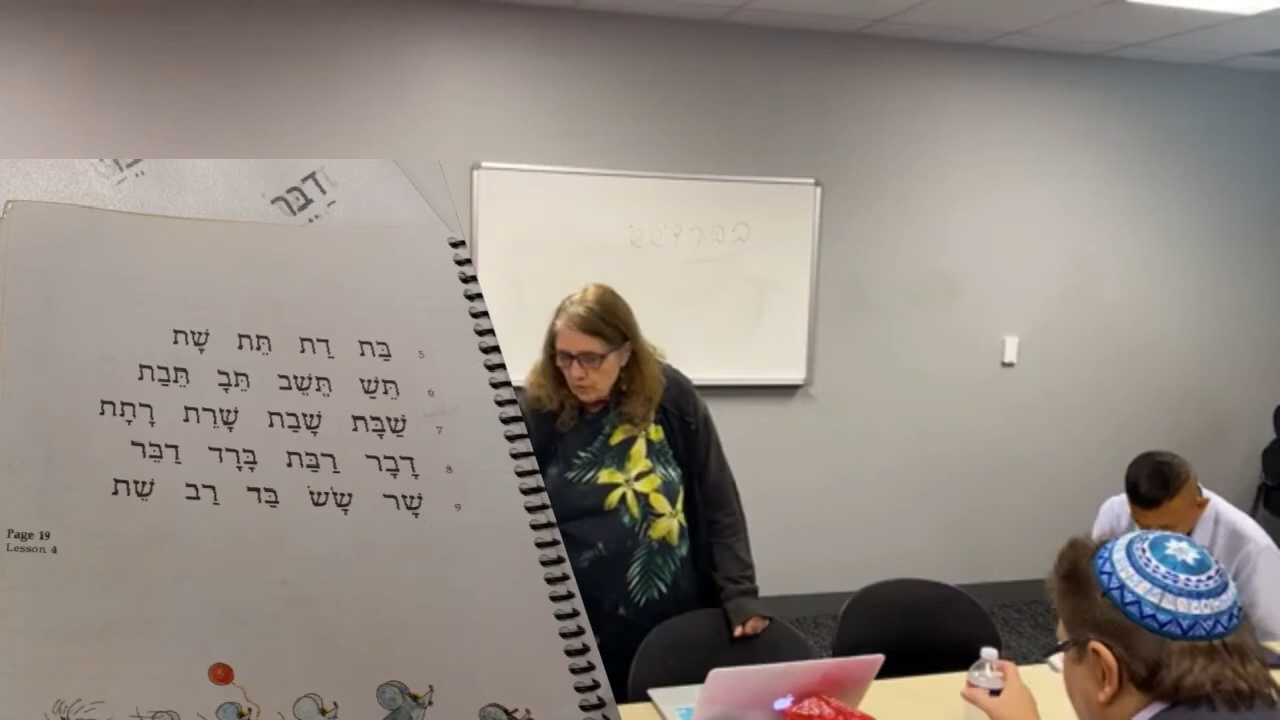 דַבֵּר
בַּת דַת תֵּת שָׁת 5
תֵּשַׁ תֵּשֵׁב תֵּבָ תֵּבַת 6
שַׁבָּת שָׁבַת שָׁרֵת רָתָת 7
דָבָר רַבַּת בָּרָד דַבֵּר 8
שָׁר שָׂשׂ בַּד רַב שֵׁת 9
Page 19
Lesson 4